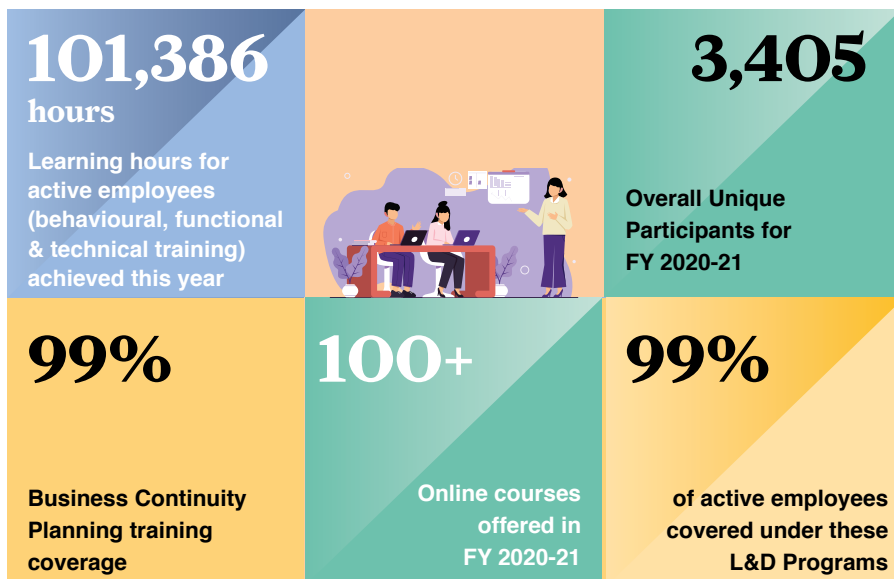 101,386
hours
Learning hours for
active employees
(behavioural, functional
& technical training)
achieved this year
3,405
Overall Unique
Participants for
FY 2020-21
99%
Business Continuity
Planning training
coverage
100+
Online courses
offered in
FY 2020-21
99%
of active employees
covered under these
L&D Programs